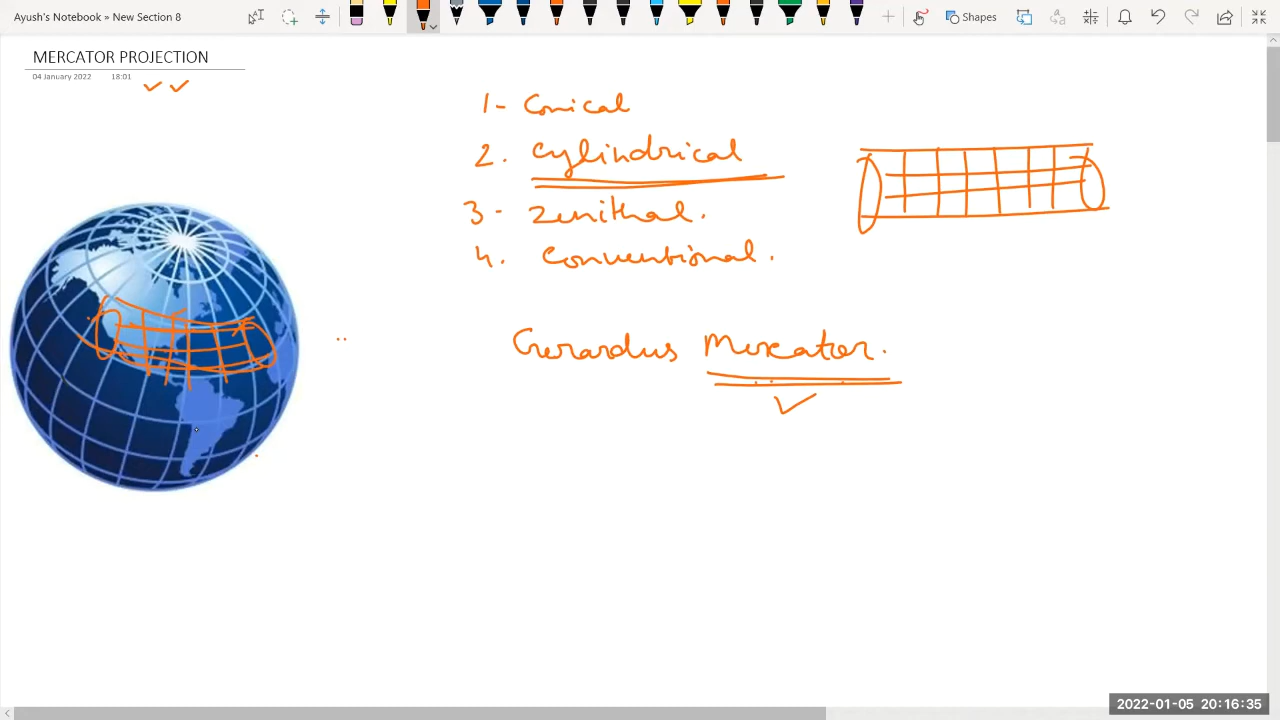 Ayush's Notebook » New Section 8
Shapes
MERCATOR PROJECTION
04 January 2022 18:01
1- Conical
2. cylindrical
3- Zenithal.
4. Conventional.
Gerardus Mercator.
2022-01-05 20:16:35